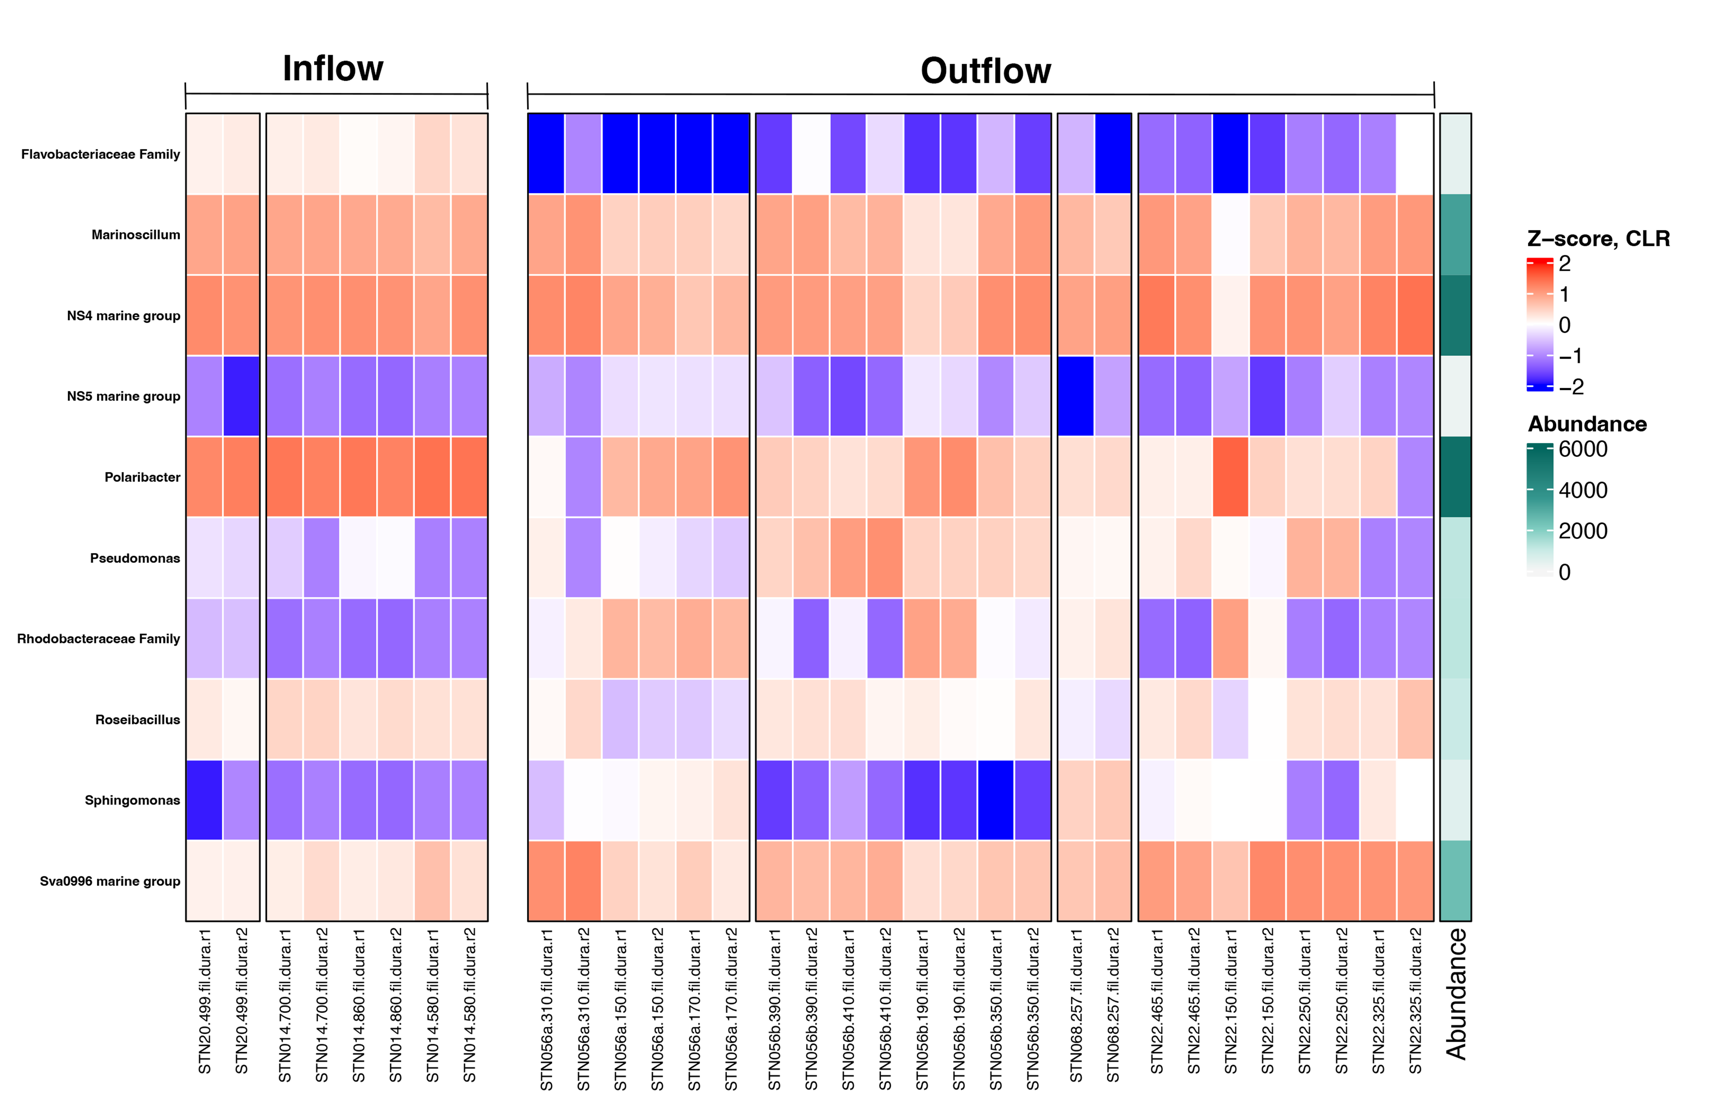 Inflow
Outflow
Flavobacteriaceae Family
Marinoscillum
NS4 marine group
NS5 marine group
Polaribacter
Pseudomonas
Rhodobacteraceae Family
Roseibacillus
Sphingomonas
Sva0996 marine group
Z−score, CLR
2
1
0
−1
−2
Abundance
6000
4000
2000
0
STN20.499.fil.dura.r1
STN20.499.fil.dura.r2
STN014.700.fil.dura.r1
STN014.700.fil.dura.r2
STN014.860.fil.dura.r1
STN014.860.fil.dura.r2
STN014.580.fil.dura.r1
STN014.580.fil.dura.r2
STN056a.310.fil.dura.r1
STN056a.310.fil.dura.r2
STN056a.150.fil.dura.r1
STN056a.150.fil.dura.r2
STN056a.170.fil.dura.r1
STN056a.170.fil.dura.r2
STN056b.390.fil.dura.r1
STN056b.390.fil.dura.r2
STN056b.410.fil.dura.r1
STN056b.410.fil.dura.r2
STN056b.190.fil.dura.r1
STN056b.190.fil.dura.r2
STN056b.350.fil.dura.r1
STN056b.350.fil.dura.r2
STN068.257.fil.dura.r1
STN068.257.fil.dura.r2
STN22.465.fil.dura.r1
STN22.465.fil.dura.r2
STN22.150.fil.dura.r1
STN22.150.fil.dura.r2
STN22.250.fil.dura.r1
STN22.250.fil.dura.r2
STN22.325.fil.dura.r1
STN22.325.fil.dura.r2
Abundance